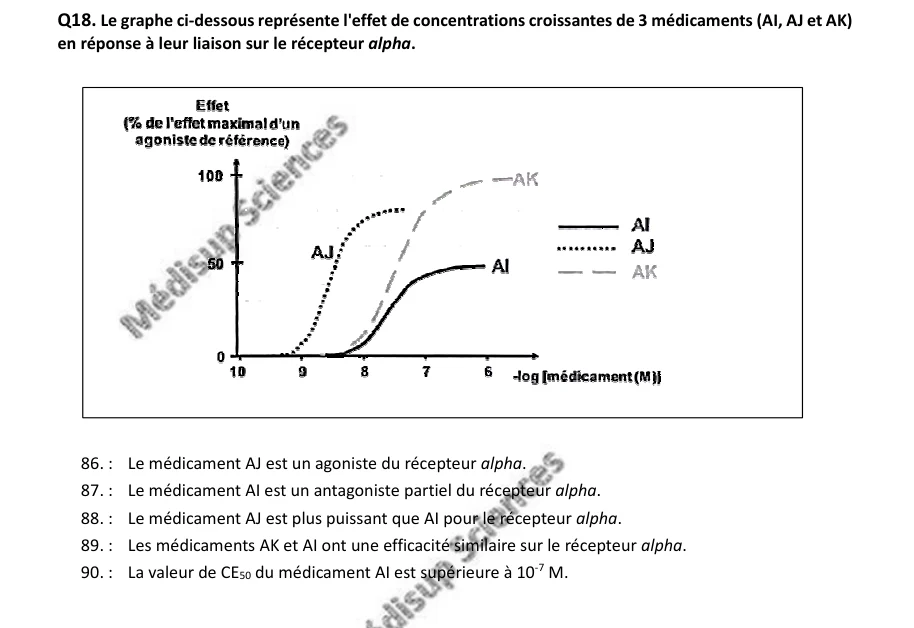 Q18. Le graphe ci-dessous représente l'effet de concentrations croissantes de 3 médicaments (AI, AJ et AK)
en réponse à leur liaison sur le récepteur alpha.
Effet
(% de l'effet maximal d'un
agoniste de référence)
100
50
0
10 9 8 7 6 -log [médicament (M)]
AK
AJ
AI
AI
AJ
AK
Médisup Sciences
86. : Le médicament AJ est un agoniste du récepteur alpha.
87. : Le médicament AI est un antagoniste partiel du récepteur alpha.
88. : Le médicament AJ est plus puissant que AI pour le récepteur alpha.
89. : Les médicaments AK et AI ont une efficacité similaire sur le récepteur alpha.
90. : La valeur de CE50 du médicament AI est supérieure à 10-7 M.
édisup Sciences